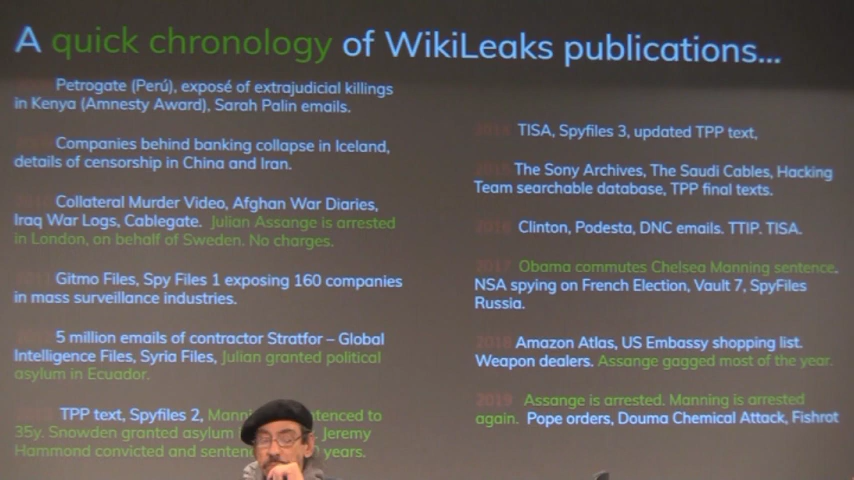 A quick chronology of WikiLeaks publications...
Petrogate (Perú), exposé of extrajudicial killings
in Kenya (Amnesty Award), Sarah Palin emails.
Companies behind banking collapse in Iceland,
details of censorship in China and Iran.
Collateral Murder Video, Afghan War Diaries,
Iraq War Logs, Cablegate. Julian Assange is arrested
in London, on behalf of Sweden. No charges.
Gitmo Files, Spy Files 1 exposing 160 companies
in mass surveillance industries.
5 million emails of contractor Stratfor – Global
Intelligence Files, Syria Files, Julian granted political
asylum in Ecuador.
TPP text, Spyfiles 2, to
35y. Snowden granted asylum Jeremy
Hammond convicted and years.
TISA, Spyfiles 3, updated TPP text,
The Sony Archives, The Saudi Cables, Hacking
Team searchable database, TPP final texts.
2016 Clinton, Podesta, DNC emails. TTIP. TISA.
2017 Obama commutes Chelsea Manning sentence.
NSA spying on French Election, Vault 7, SpyFiles
Russia.
2018 Amazon Atlas, US Embassy shopping list.
Weapon dealers. Assange gagged most of the year.
2019 Assange is arrested. Manning is arrested
again. Pope orders, Douma Chemical Attack, Fishrot